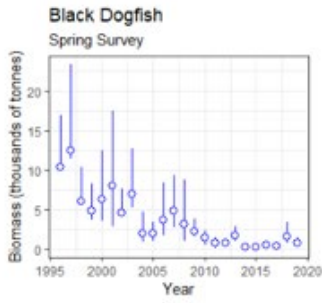 Black Dogfish
Spring Survey
Biomass (thousands of tonnes)
20
15
10
5
0
1995 2000 2005 2010 2015 2020
Year